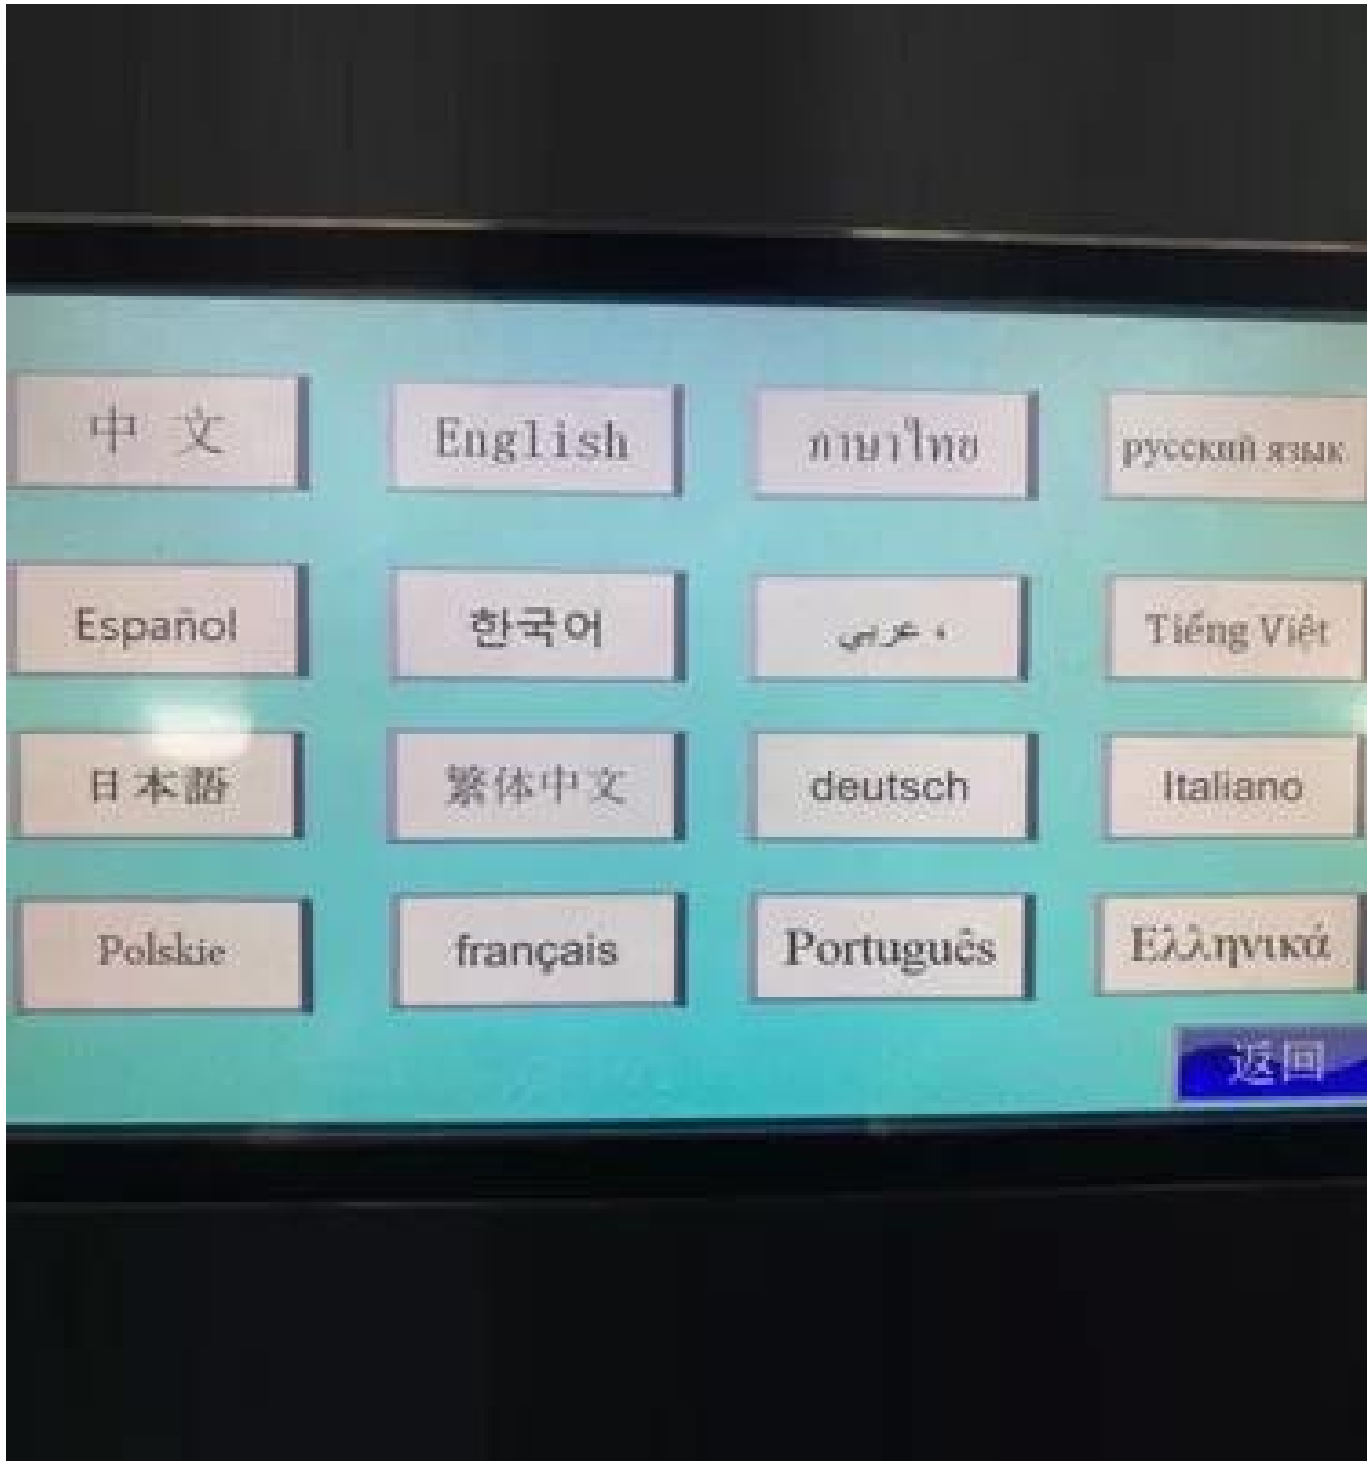 中文
English
ภาษาไทย
русский язык
Español
한국어
، عربي
Tiếng Việt
日本語
繁体中文
deutsch
Italiano
Polskie
français
Português
Ελληνικά
返回